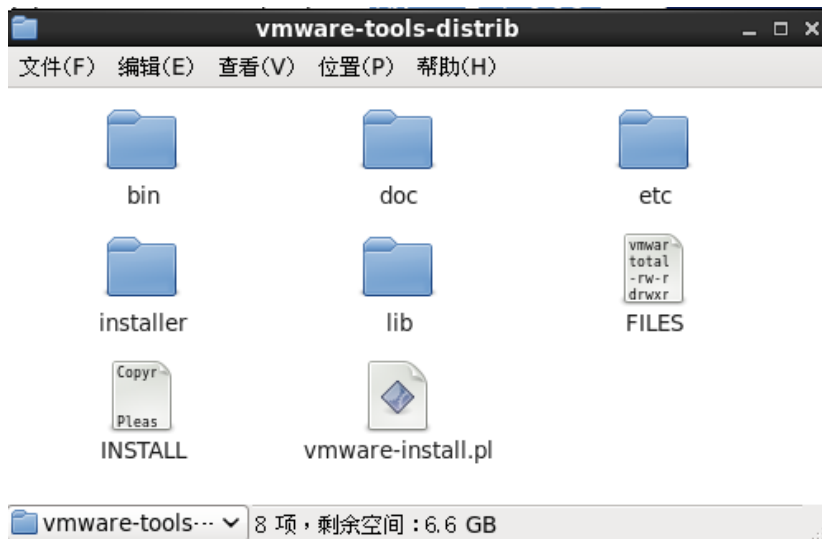 vmware-tools-distrib
文件(F) 编辑(E) 查看(V) 位置(P) 帮助(H)
bin doc etc
vmwar
total
-rw-r
drwxr
installer lib FILES
Copyr
Pleas
INSTALL vmware-install.pl
vmware-tools… 8 项，剩余空间：6.6 GB